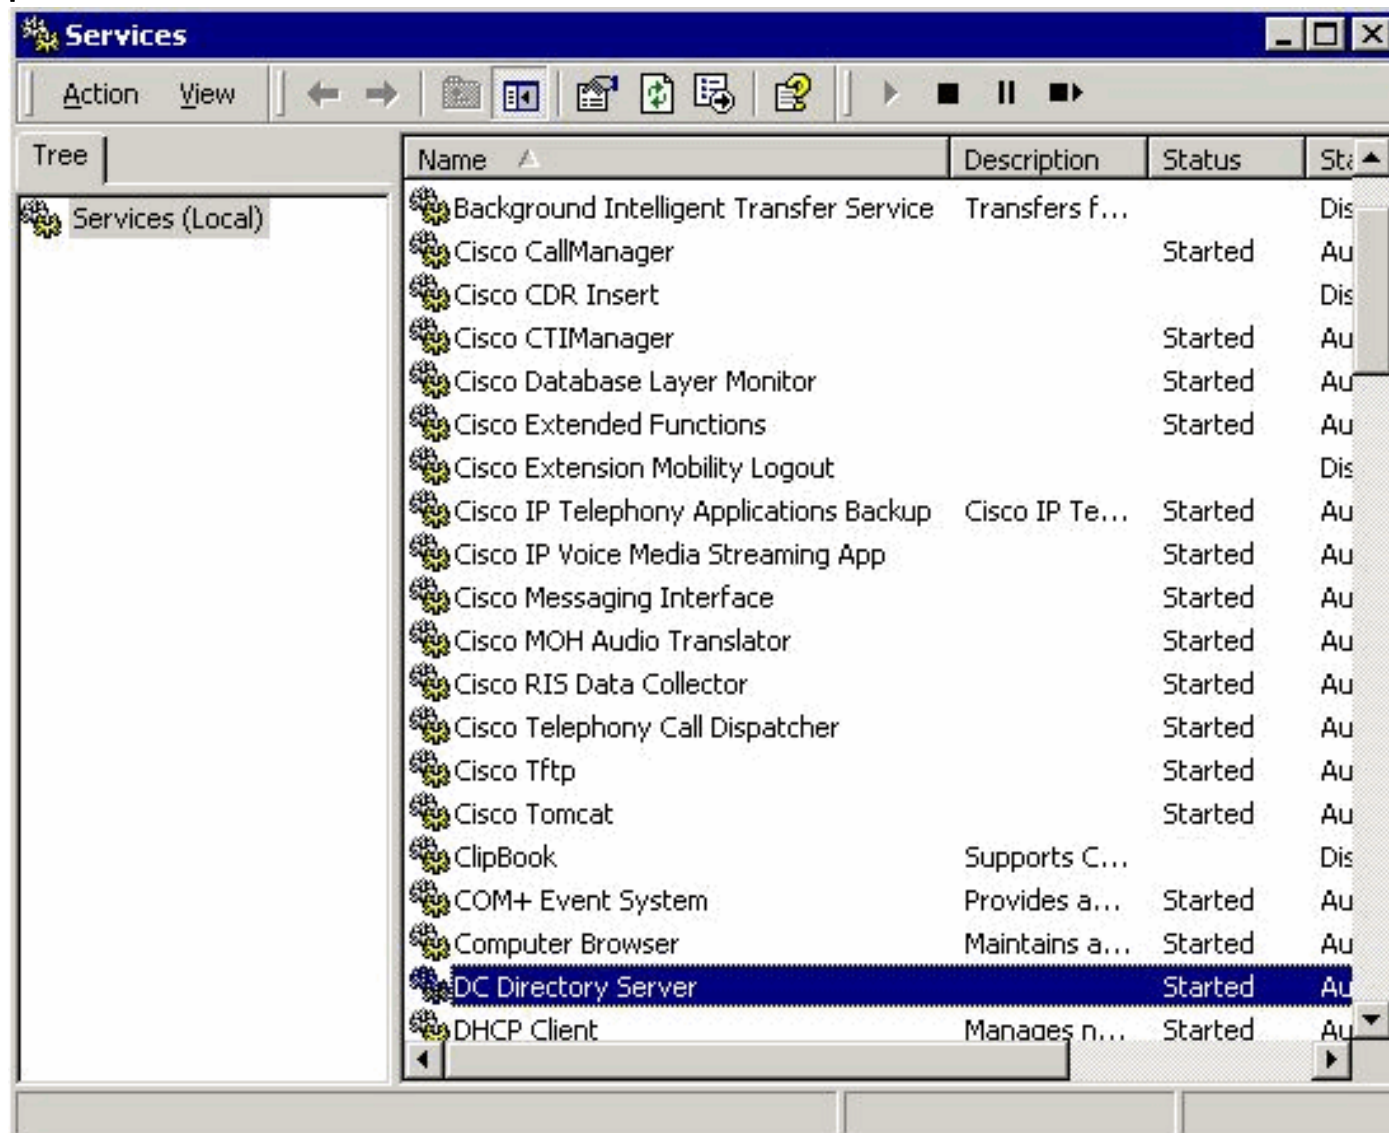 Services
Action View
Tree
Name Description Status Sta
Services (Local)
Background Intelligent Transfer Service Transfers f... Dis
Cisco CallManager Started Au
Cisco CDR Insert Dis
Cisco CTIManager Started Au
Cisco Database Layer Monitor Started Au
Cisco Extended Functions Started Au
Cisco Extension Mobility Logout Dis
Cisco IP Telephony Applications Backup Cisco IP Te... Started Au
Cisco IP Voice Media Streaming App Started Au
Cisco Messaging Interface Started Au
Cisco MOH Audio Translator Started Au
Cisco RIS Data Collector Started Au
Cisco Telephony Call Dispatcher Started Au
Cisco Tftp Started Au
Cisco Tomcat Started Au
ClipBook Supports C... Dis
COM+ Event System Provides a... Started Au
Computer Browser Maintains a... Started Au
DC Directory Server Started Au
DHCP Client Manages n... Started Au